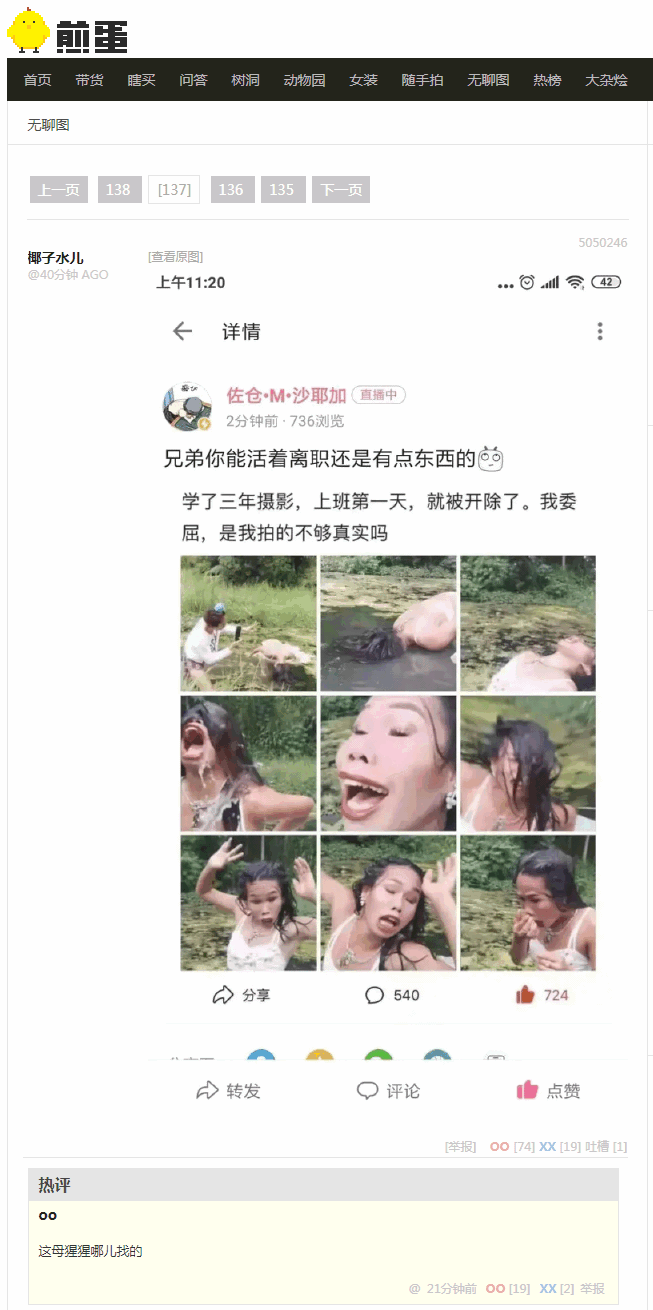 煎蛋
首页 带货 瞎买 问答 树洞 动物园 女装 随手拍 无聊图 热榜 大杂烩
无聊图
上一页 138 [137] 136 135 下一页
5050246
椰子水儿
@40分钟 AGO
[查看原图]
上午11:20
42
详情
佐仓•M•沙耶加 直播中
2分钟前 · 736浏览
兄弟你能活着离职还是有点东西的
学了三年摄影，上班第一天，就被开除了。我委
屈，是我拍的不够真实吗
分享 540 724
转发 评论 点赞
[举报] OO [74] XX [19] 吐槽 [1]
热评
oo
这母猩猩哪儿找的
@ 21分钟前 OO [19] XX [2] 举报